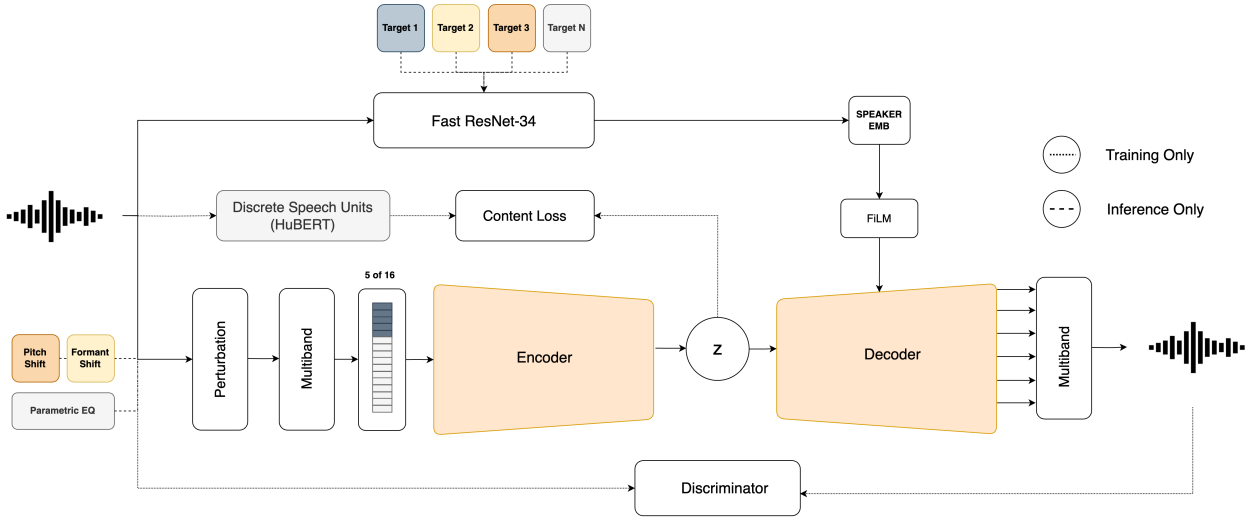 Target 1
Target 2
Target 3
Target N
Fast ResNet-34
SPEAKER
EMB
Training Only
Discrete Speech Units
(HuBERT)
Content Loss
FiLM
Inference Only
5 of 16
Pitch
Shift
Formant
Shift
Parametric EQ
Perturbation
Multiband
Encoder
z
Decoder
Multiband
Discriminator